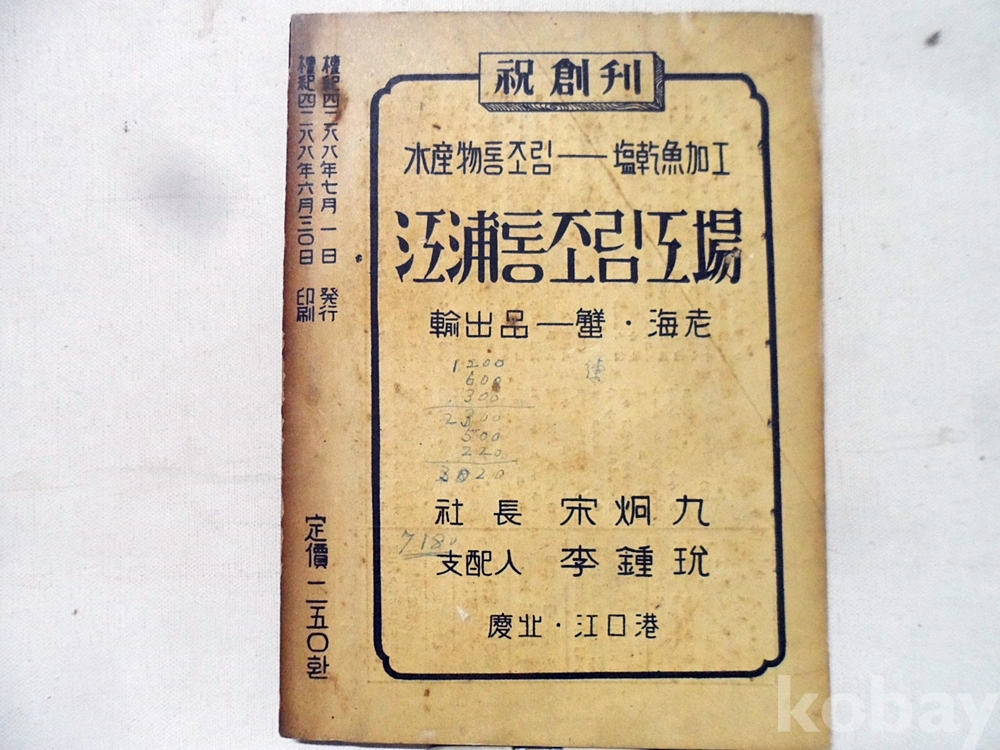 檀紀四二八八年七月一日 發行
檀紀四二八八年六月三〇日 印刷
定價 二五〇환
祝創刊
水産物통조림——塩乾魚加工
江浦통조림工場
輸出品—蟹・海老
1200
600
300
2300
500
220
3020
社長 宋炯九
7180
支配人 李鍾玧
慶北・江口港
kobay